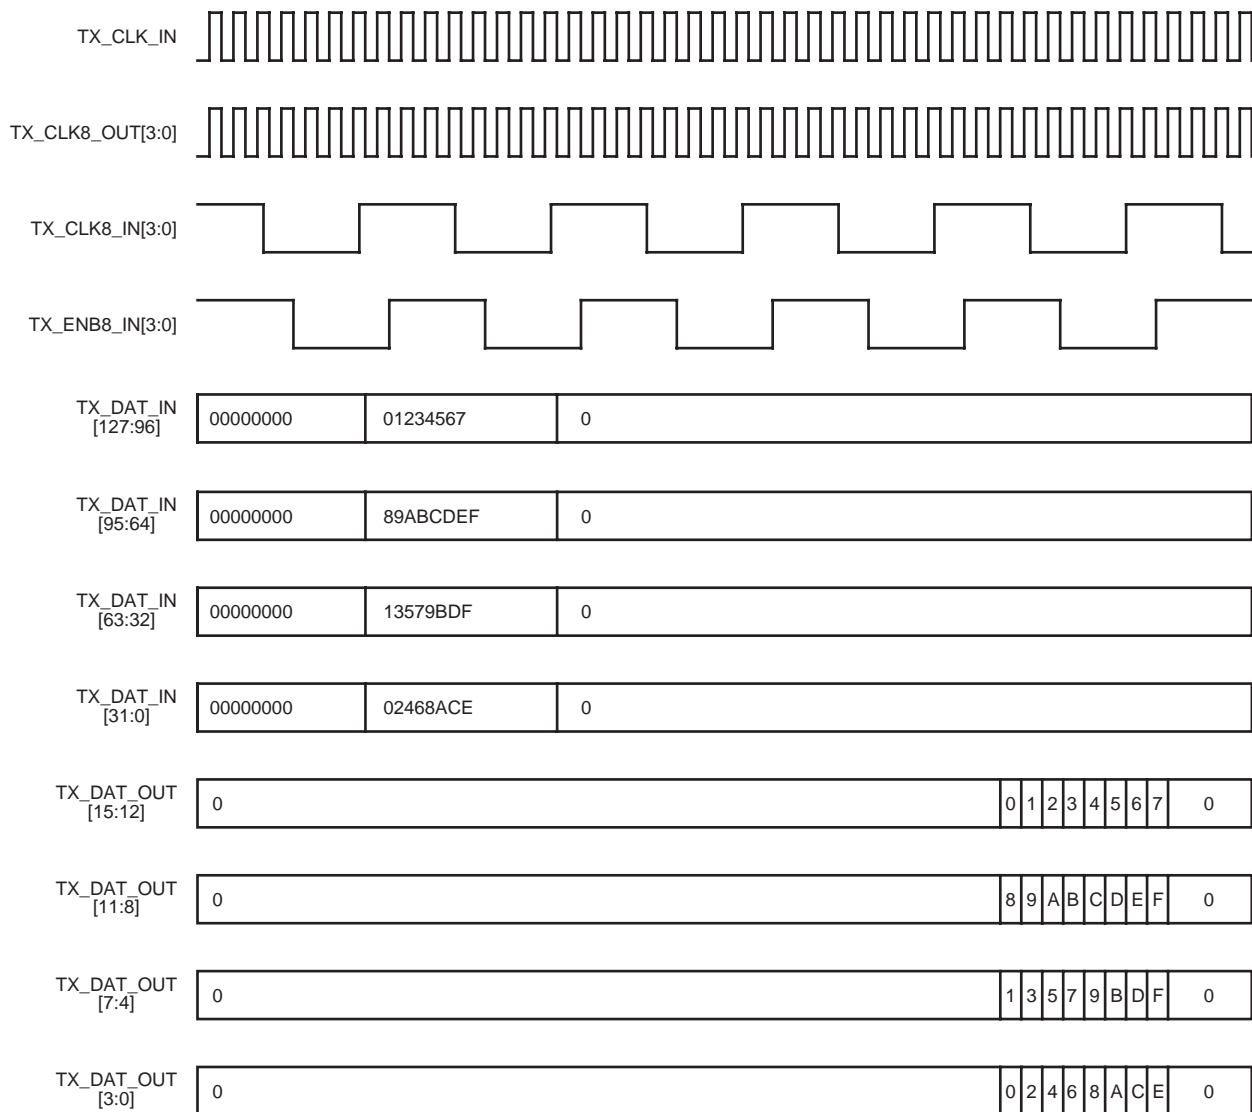 TX_CLK_IN
TX_CLK8_OUT[3:0]
TX_CLK8_IN[3:0]
TX_ENB8_IN[3:0]
TX_DAT_IN
[127:96]
00000000 01234567 0
TX_DAT_IN
[95:64]
00000000 89ABCDEF 0
TX_DAT_IN
[63:32]
00000000 13579BDF 0
TX_DAT_IN
[31:0]
00000000 02468ACE 0
TX_DAT_OUT
[15:12]
0 0 1 2 3 4 5 6 7 0
TX_DAT_OUT
[11:8]
0 8 9 A B C D E F 0
TX_DAT_OUT
[7:4]
0 1 3 5 7 9 B D F 0
TX_DAT_OUT
[3:0]
0 0 2 4 6 8 A C E 0